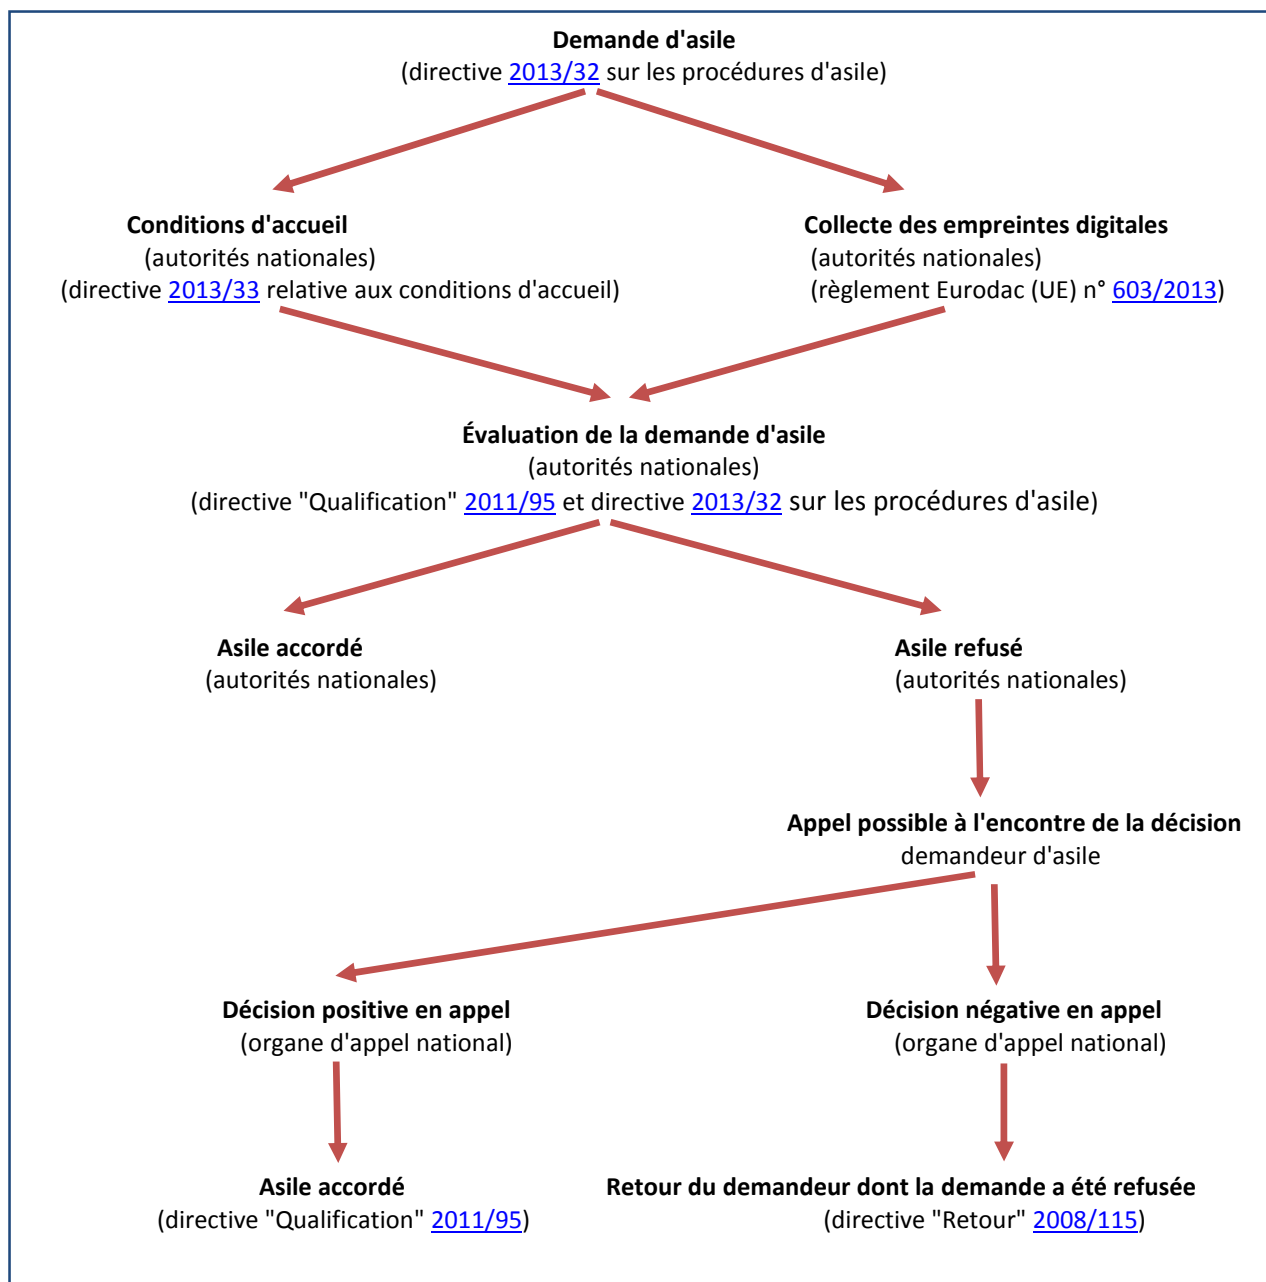 Demande d'asile
(directive 2013/32 sur les procédures d'asile)
Conditions d'accueil
(autorités nationales)
(directive 2013/33 relative aux conditions d'accueil)
Collecte des empreintes digitales
(autorités nationales)
(règlement Eurodac (UE) n° 603/2013)
Évaluation de la demande d'asile
(autorités nationales)
(directive "Qualification" 2011/95 et directive 2013/32 sur les procédures d'asile)
Asile accordé
(autorités nationales)
Asile refusé
(autorités nationales)
Appel possible à l'encontre de la décision
demandeur d'asile
Décision positive en appel
(organe d'appel national)
Décision négative en appel
(organe d'appel national)
Asile accordé
(directive "Qualification" 2011/95)
Retour du demandeur dont la demande a été refusée
(directive "Retour" 2008/115)